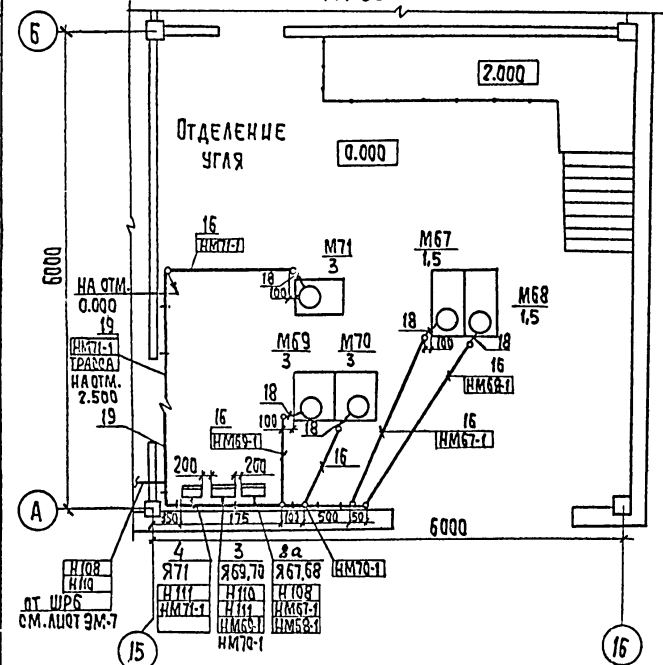 Б
2.000
Отделение
угля
0.000
6000
16
НМ71-1
М71
3
М67
1,5
М68
1,5
18
100
НА ОТМ.
0.000
19
НМ71-1
ТРАССА
НА ОТМ.
2.500
19
М69
3
М70
3
18
100
18
16
НМ68-1
18
100
16
НМ69-1
18
16
НМ67-1
16
200
200
А
350
175
100
500
50
6000
Н108
Н110
ОТ ШР6
СМ.ЛИСТ ЭМ-7
4
Я71
Н111
НМ71-1
3
Я69,70
Н110
Н111
НМ69-1
НМ70-1
2а
Я67,68
Н108
НМ67-1
НМ58-1
НМ70-1
15
16